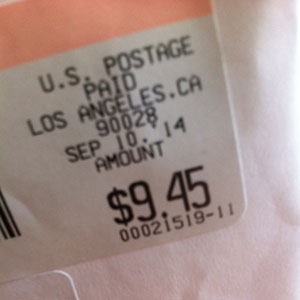 U.S. POSTAGE
PAID
LOS ANGELES.CA
90028
SEP 10.'14
AMOUNT
$9.45
00021519-11